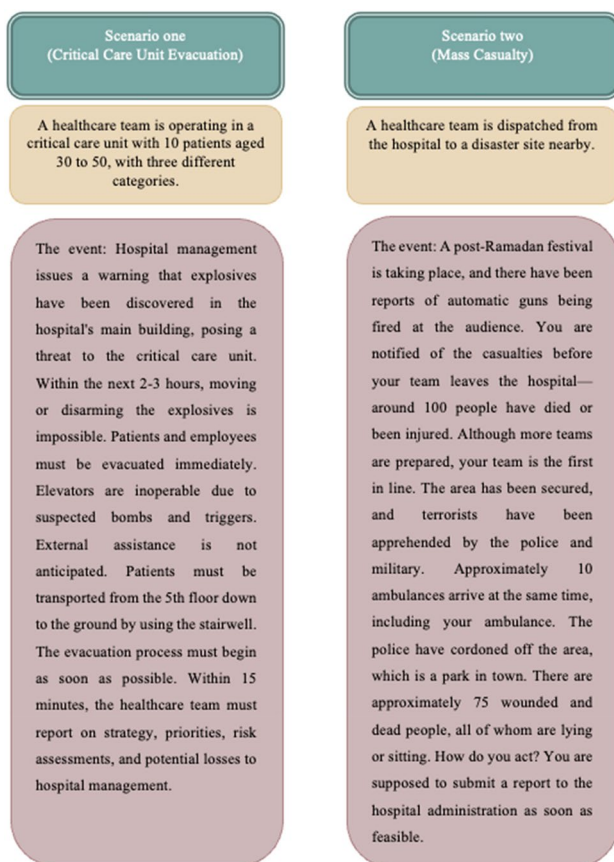 Scenario one
(Critical Care Unit Evacuation)
A healthcare team is operating in a
critical care unit with 10 patients aged
30 to 50, with three different
categories.
The event: Hospital management
issues a warning that explosives
have been discovered in the
hospital's main building, posing a
threat to the critical care unit.
Within the next 2-3 hours, moving
or disarming the explosives is
impossible. Patients and employees
must be evacuated immediately.
Elevators are inoperable due to
suspected bombs and triggers.
External assistance is not
anticipated. Patients must be
transported from the 5th floor down
to the ground by using the stairwell.
The evacuation process must begin
as soon as possible. Within 15
minutes, the healthcare team must
report on strategy, priorities, risk
assessments, and potential losses to
hospital management.
Scenario two
(Mass Casualty)
A healthcare team is dispatched from
the hospital to a disaster site nearby.
The event: A post-Ramadan festival
is taking place, and there have been
reports of automatic guns being
fired at the audience. You are
notified of the casualties before
your team leaves the hospital—
around 100 people have died or
been injured. Although more teams
are prepared, your team is the first
in line. The area has been secured,
and terrorists have been
apprehended by the police and
military. Approximately 10
ambulances arrive at the same time,
including your ambulance. The
police have cordoned off the area,
which is a park in town. There are
approximately 75 wounded and
dead people, all of whom are lying
or sitting. How do you act? You are
supposed to submit a report to the
hospital administration as soon as
feasible.